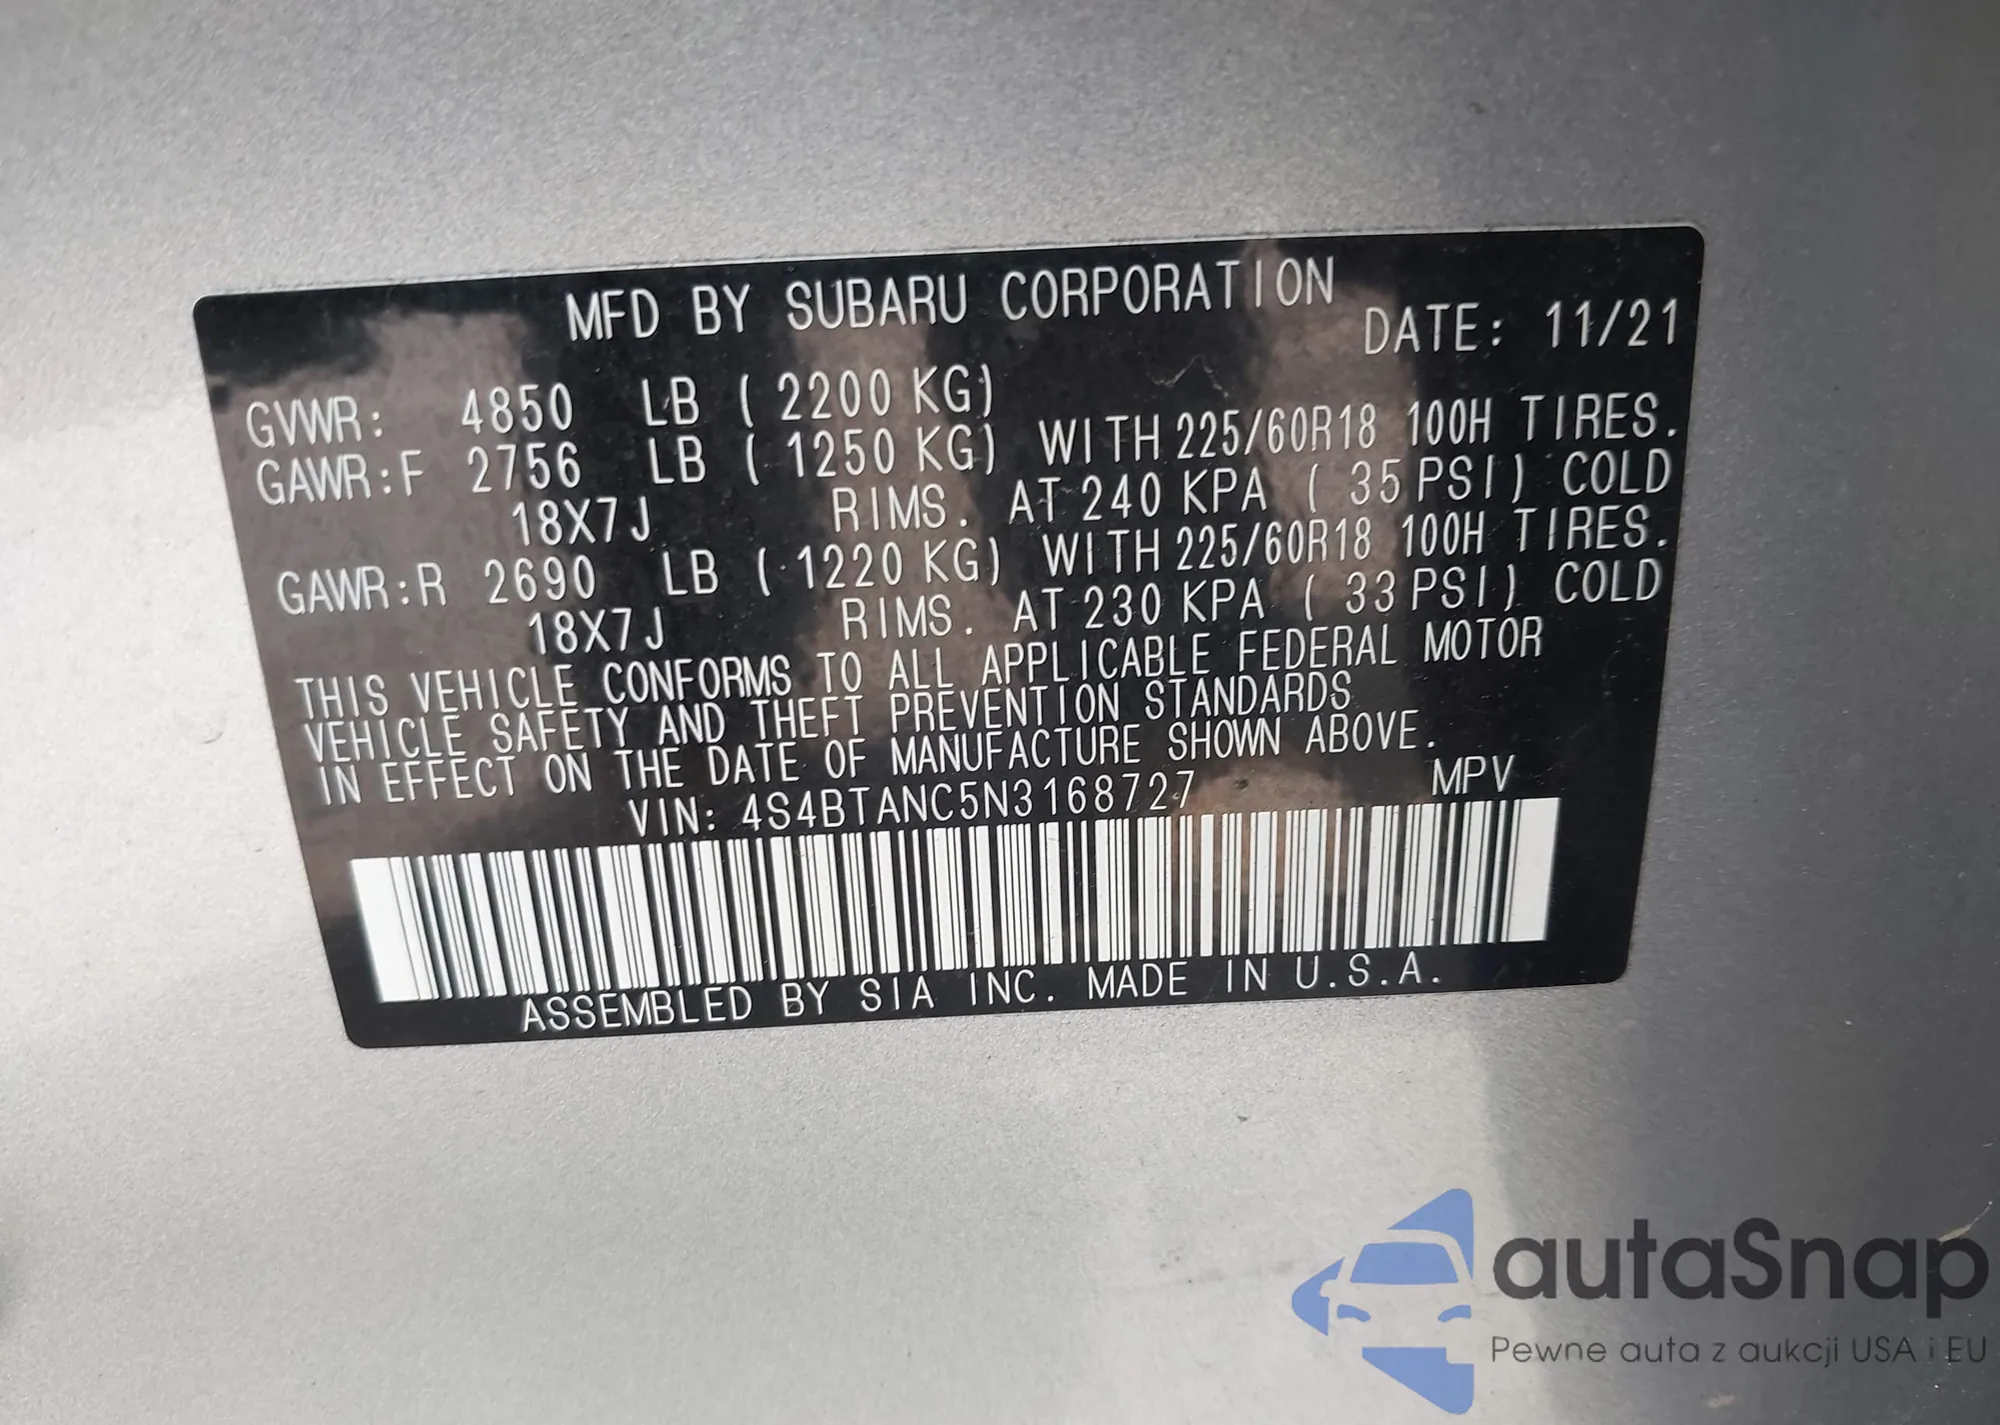 MFD BY SUBARU CORPORATION
DATE: 11/21
GVWR: 4850 LB ( 2200 KG)
GAWR:F 2756 LB ( 1250 KG) WITH 225/60R18 100H TIRES.
18X7J RIMS. AT 240 KPA ( 35 PSI) COLD
GAWR:R 2690 LB ( 1220 KG) WITH 225/60R18 100H TIRES.
18X7J RIMS. AT 230 KPA ( 33 PSI) COLD
THIS VEHICLE CONFORMS TO ALL APPLICABLE FEDERAL MOTOR
VEHICLE SAFETY AND THEFT PREVENTION STANDARDS
IN EFFECT ON THE DATE OF MANUFACTURE SHOWN ABOVE.
VIN: 4S4BTANC5N3168727 MPV
ASSEMBLED BY SIA INC. MADE IN U.S.A.
autaSnap
Pewne auta z aukcji USA i EU